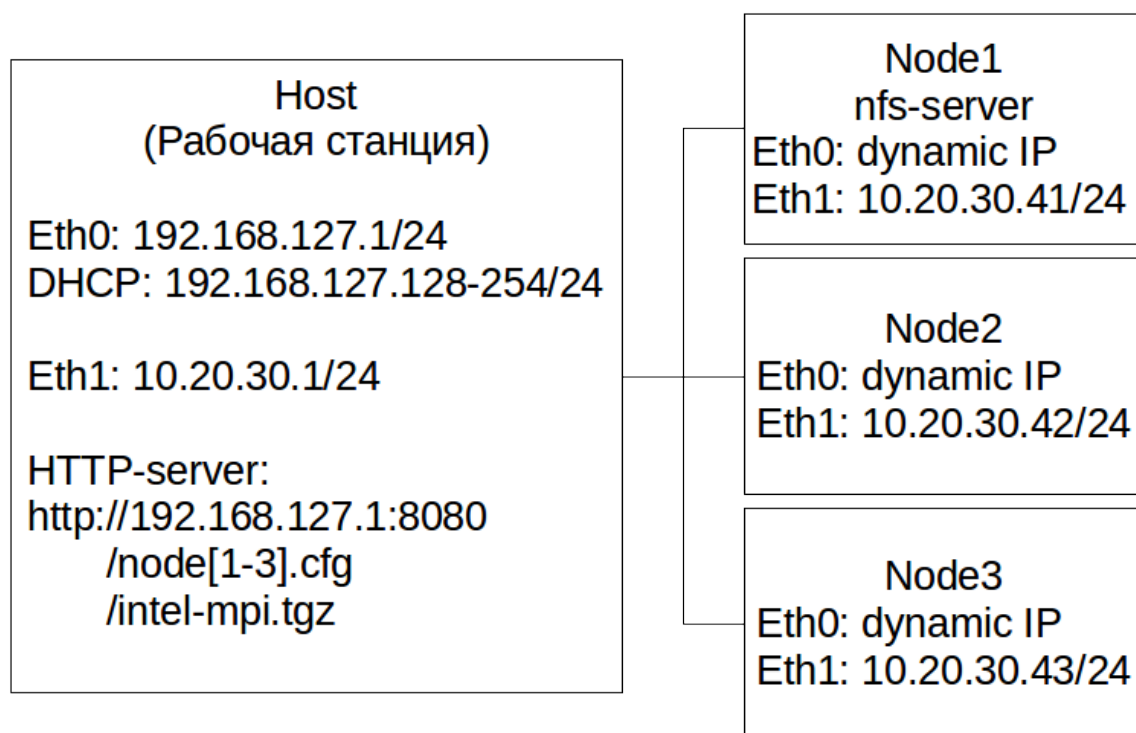 Host
(Рабочая станция)
Eth0: 192.168.127.1/24
DHCP: 192.168.127.128-254/24
Eth1: 10.20.30.1/24
HTTP-server:
http://192.168.127.1:8080
/node[1-3].cfg
/intel-mpi.tgz
Node1
nfs-server
Eth0: dynamic IP
Eth1: 10.20.30.41/24
Node2
Eth0: dynamic IP
Eth1: 10.20.30.42/24
Node3
Eth0: dynamic IP
Eth1: 10.20.30.43/24